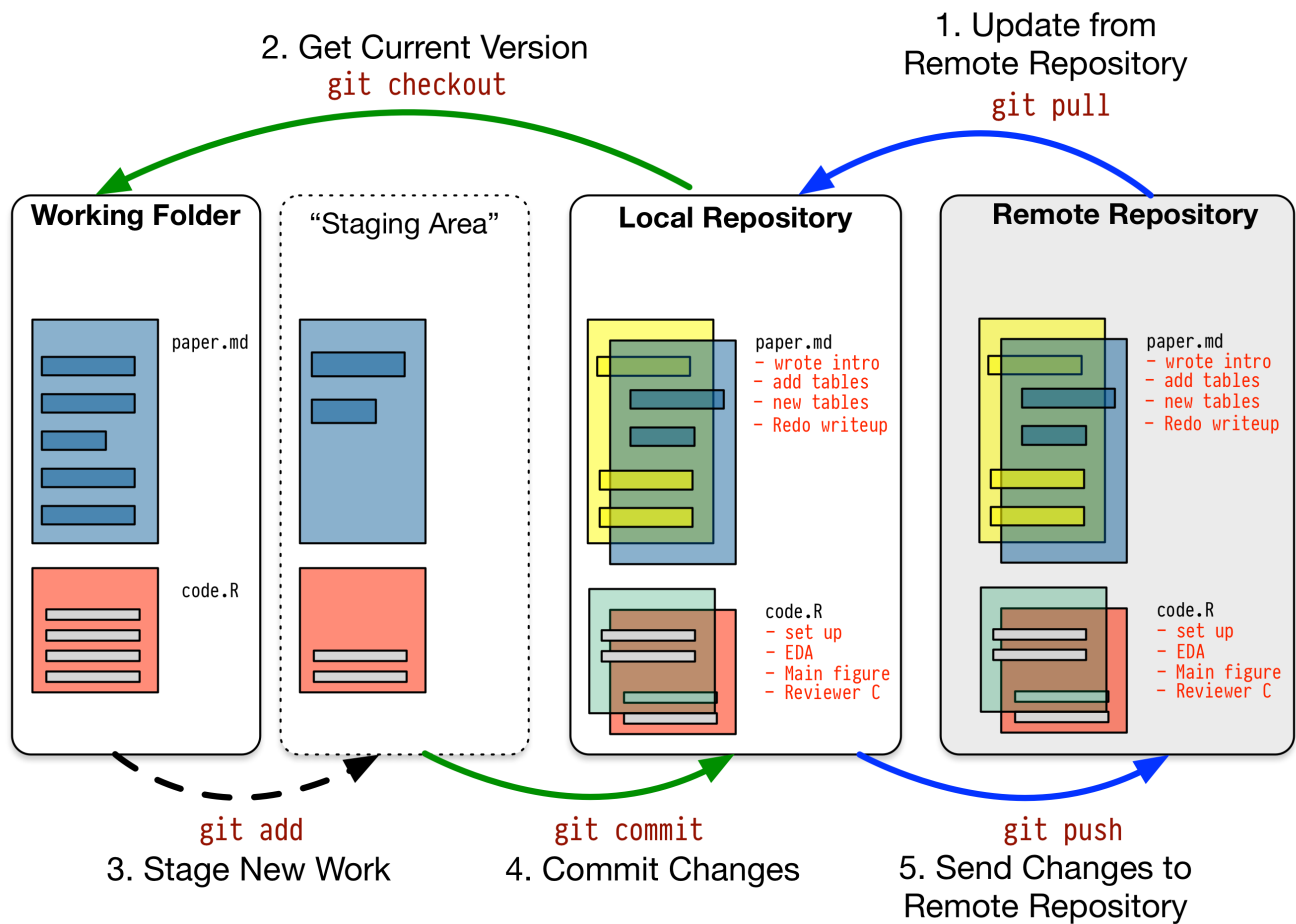 1. Update from
Remote Repository
git pull
2. Get Current Version
git checkout
Working Folder
paper.md
code.R
“Staging Area”
Local Repository
paper.md
- wrote intro
- add tables
- new tables
- Redo writeup
code.R
- set up
- EDA
- Main figure
- Reviewer C
Remote Repository
paper.md
- wrote intro
- add tables
- new tables
- Redo writeup
code.R
- set up
- EDA
- Main figure
- Reviewer C
git add
3. Stage New Work
git commit
4. Commit Changes
git push
5. Send Changes to
Remote Repository